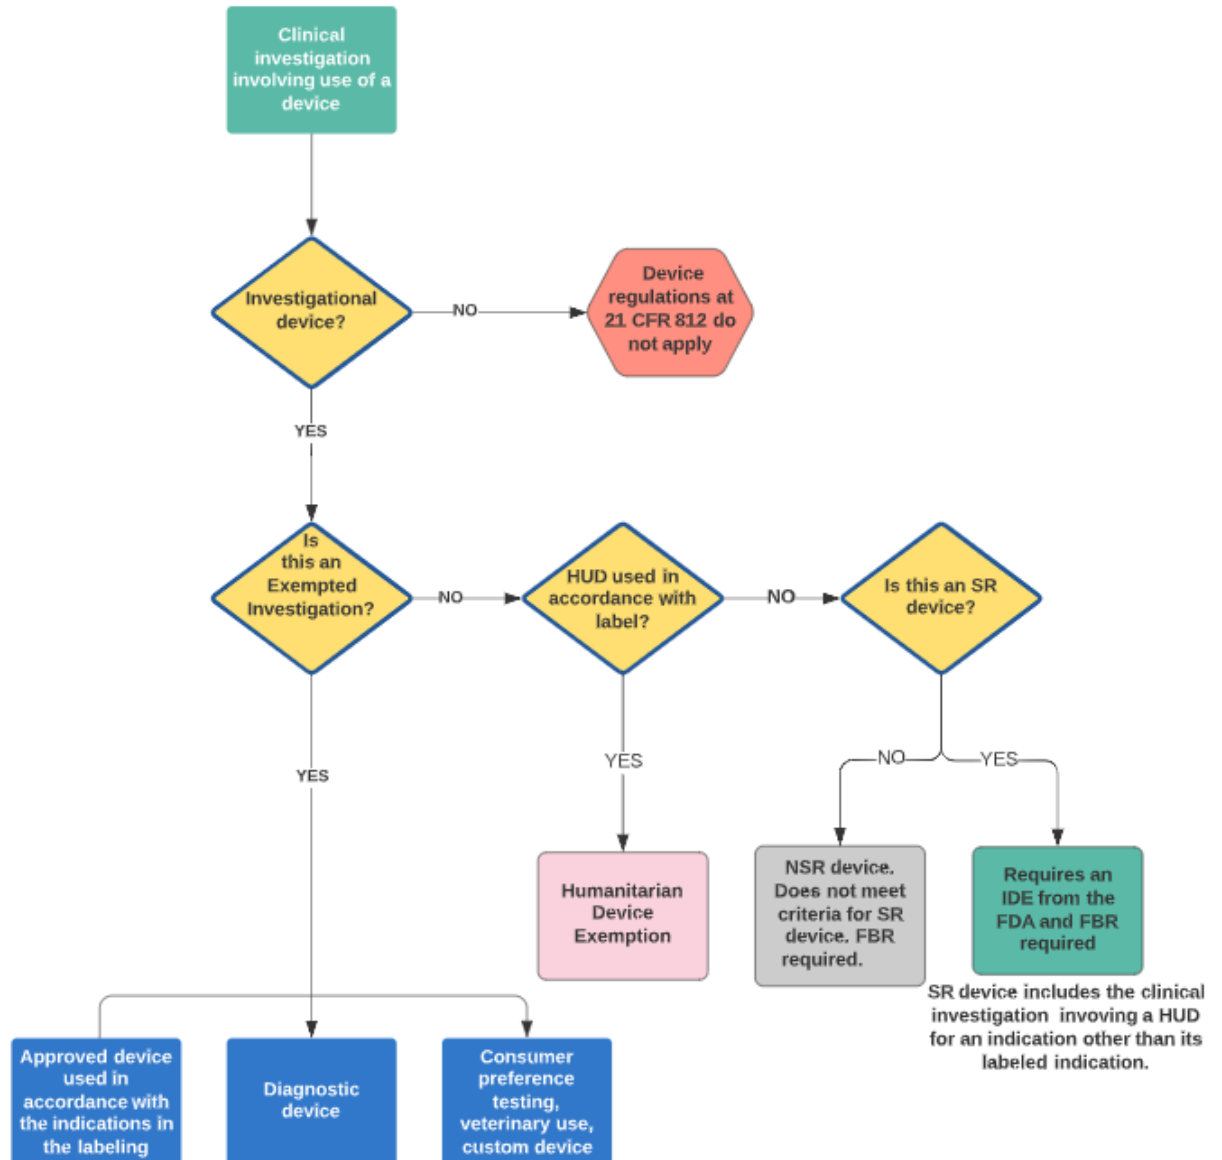 Clinical
investigation
involving use of a
device
Investigational
device?
NO
Device
regulations at
21 CFR 812 do
not apply
YES
Is
this an
Exempted
Investigation?
NO
HUD used in
accordance with
label?
NO
Is this an SR
device?
YES
YES
NO
YES
Humanitarian
Device
Exemption
NSR device.
Does not meet
criteria for SR
device. FBR
required.
Requires an
IDE from the
FDA and FBR
required
SR device includes the clinical
investigation invoving a HUD
for an indication other than its
labeled indication.
Approved device
used in
accordance with
the indications in
the labeling
Diagnostic
device
Consumer
preference
testing,
veterinary use,
custom device